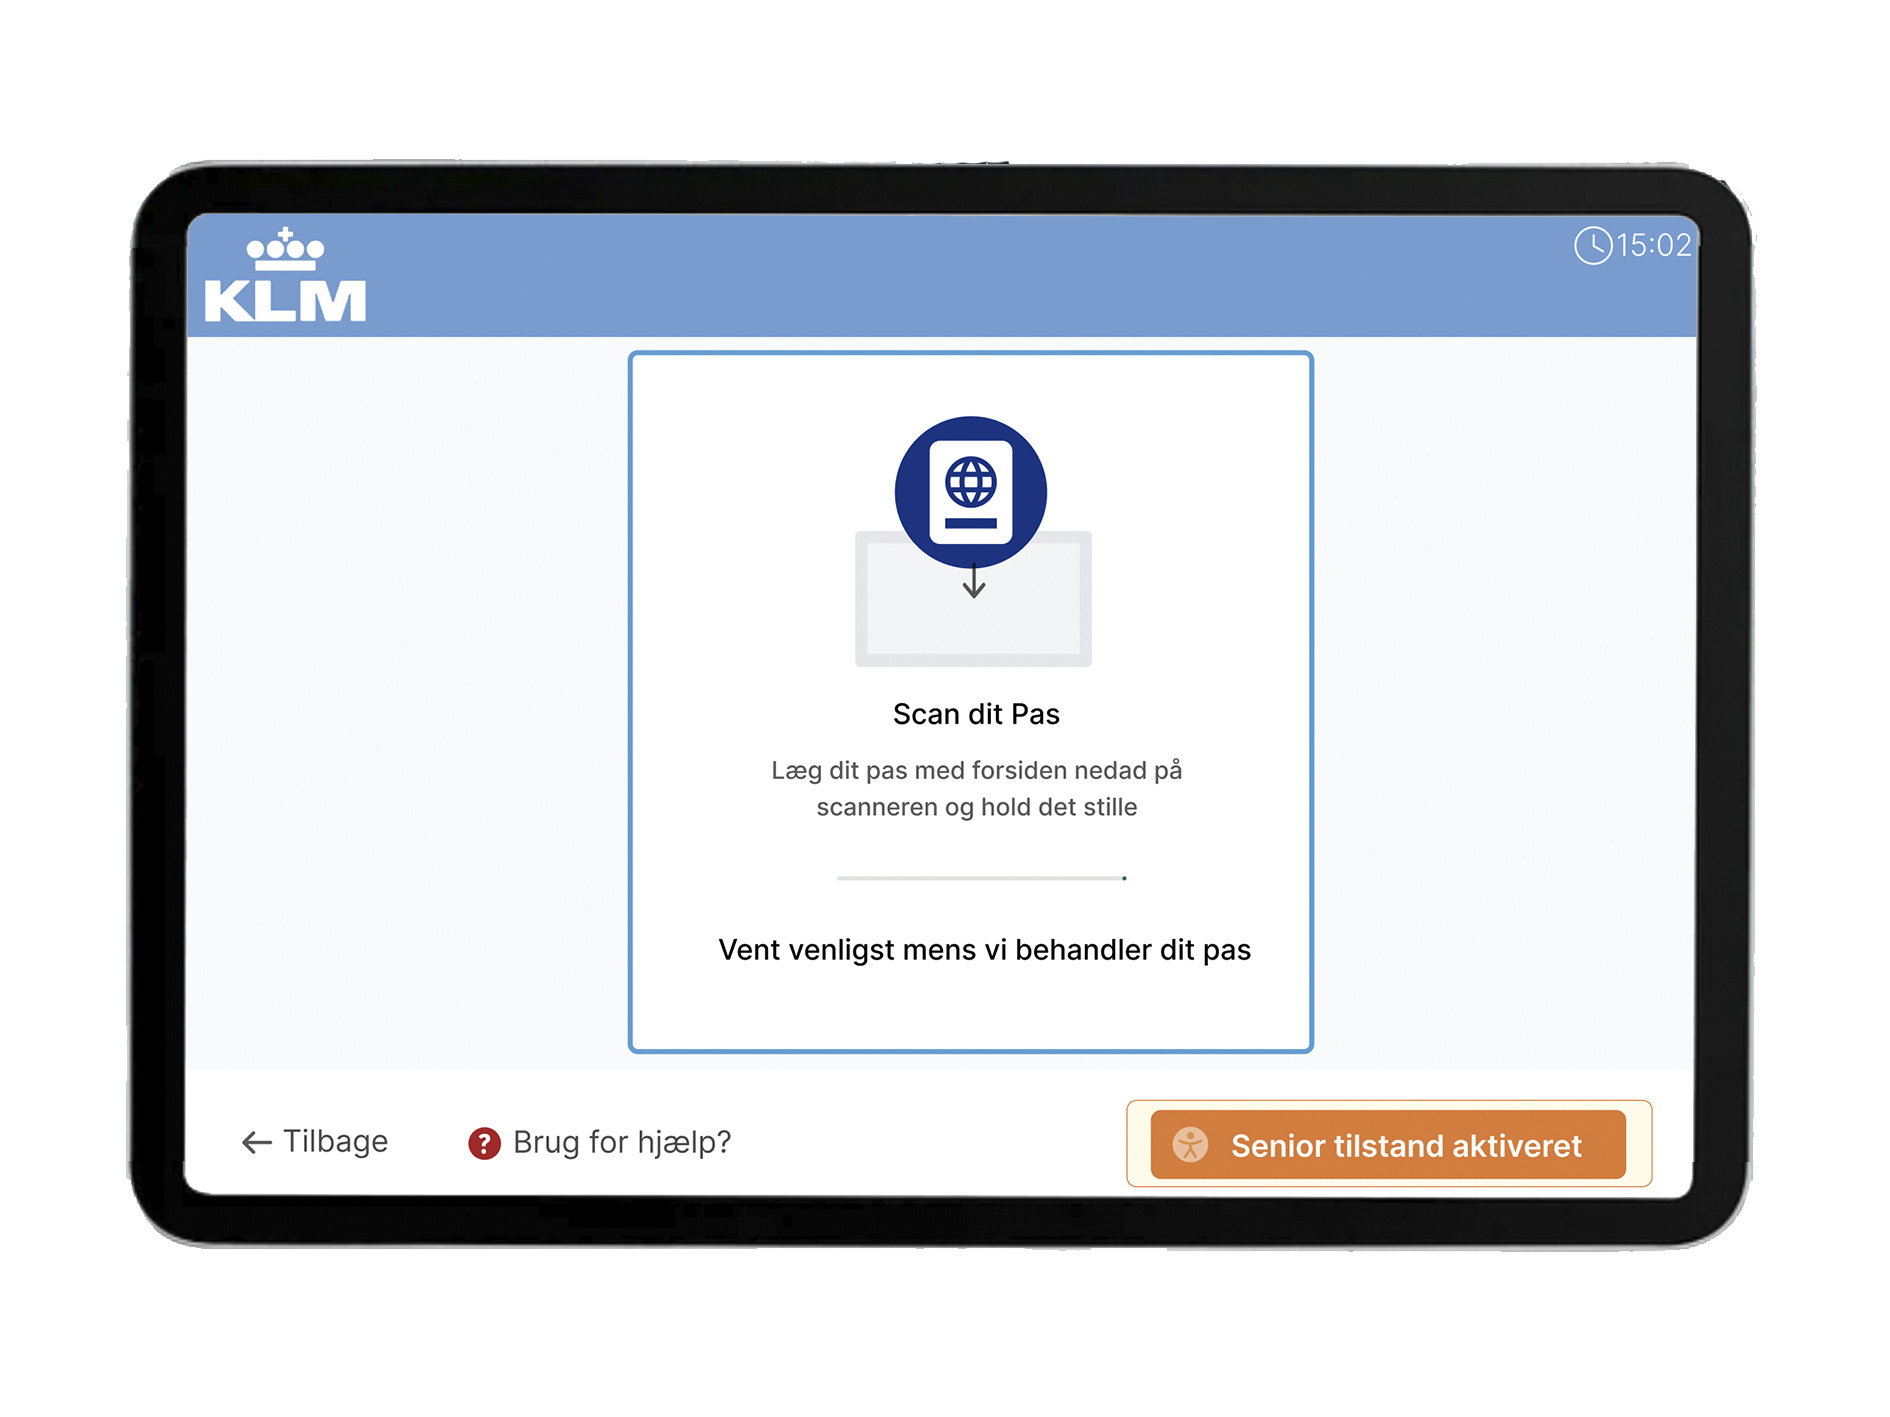 KLM
15:02
Scan dit Pas
Læg dit pas med forsiden nedad på
scanneren og hold det stille
Vent venligst mens vi behandler dit pas
Tilbage
? Brug for hjælp?
Senior tilstand aktiveret